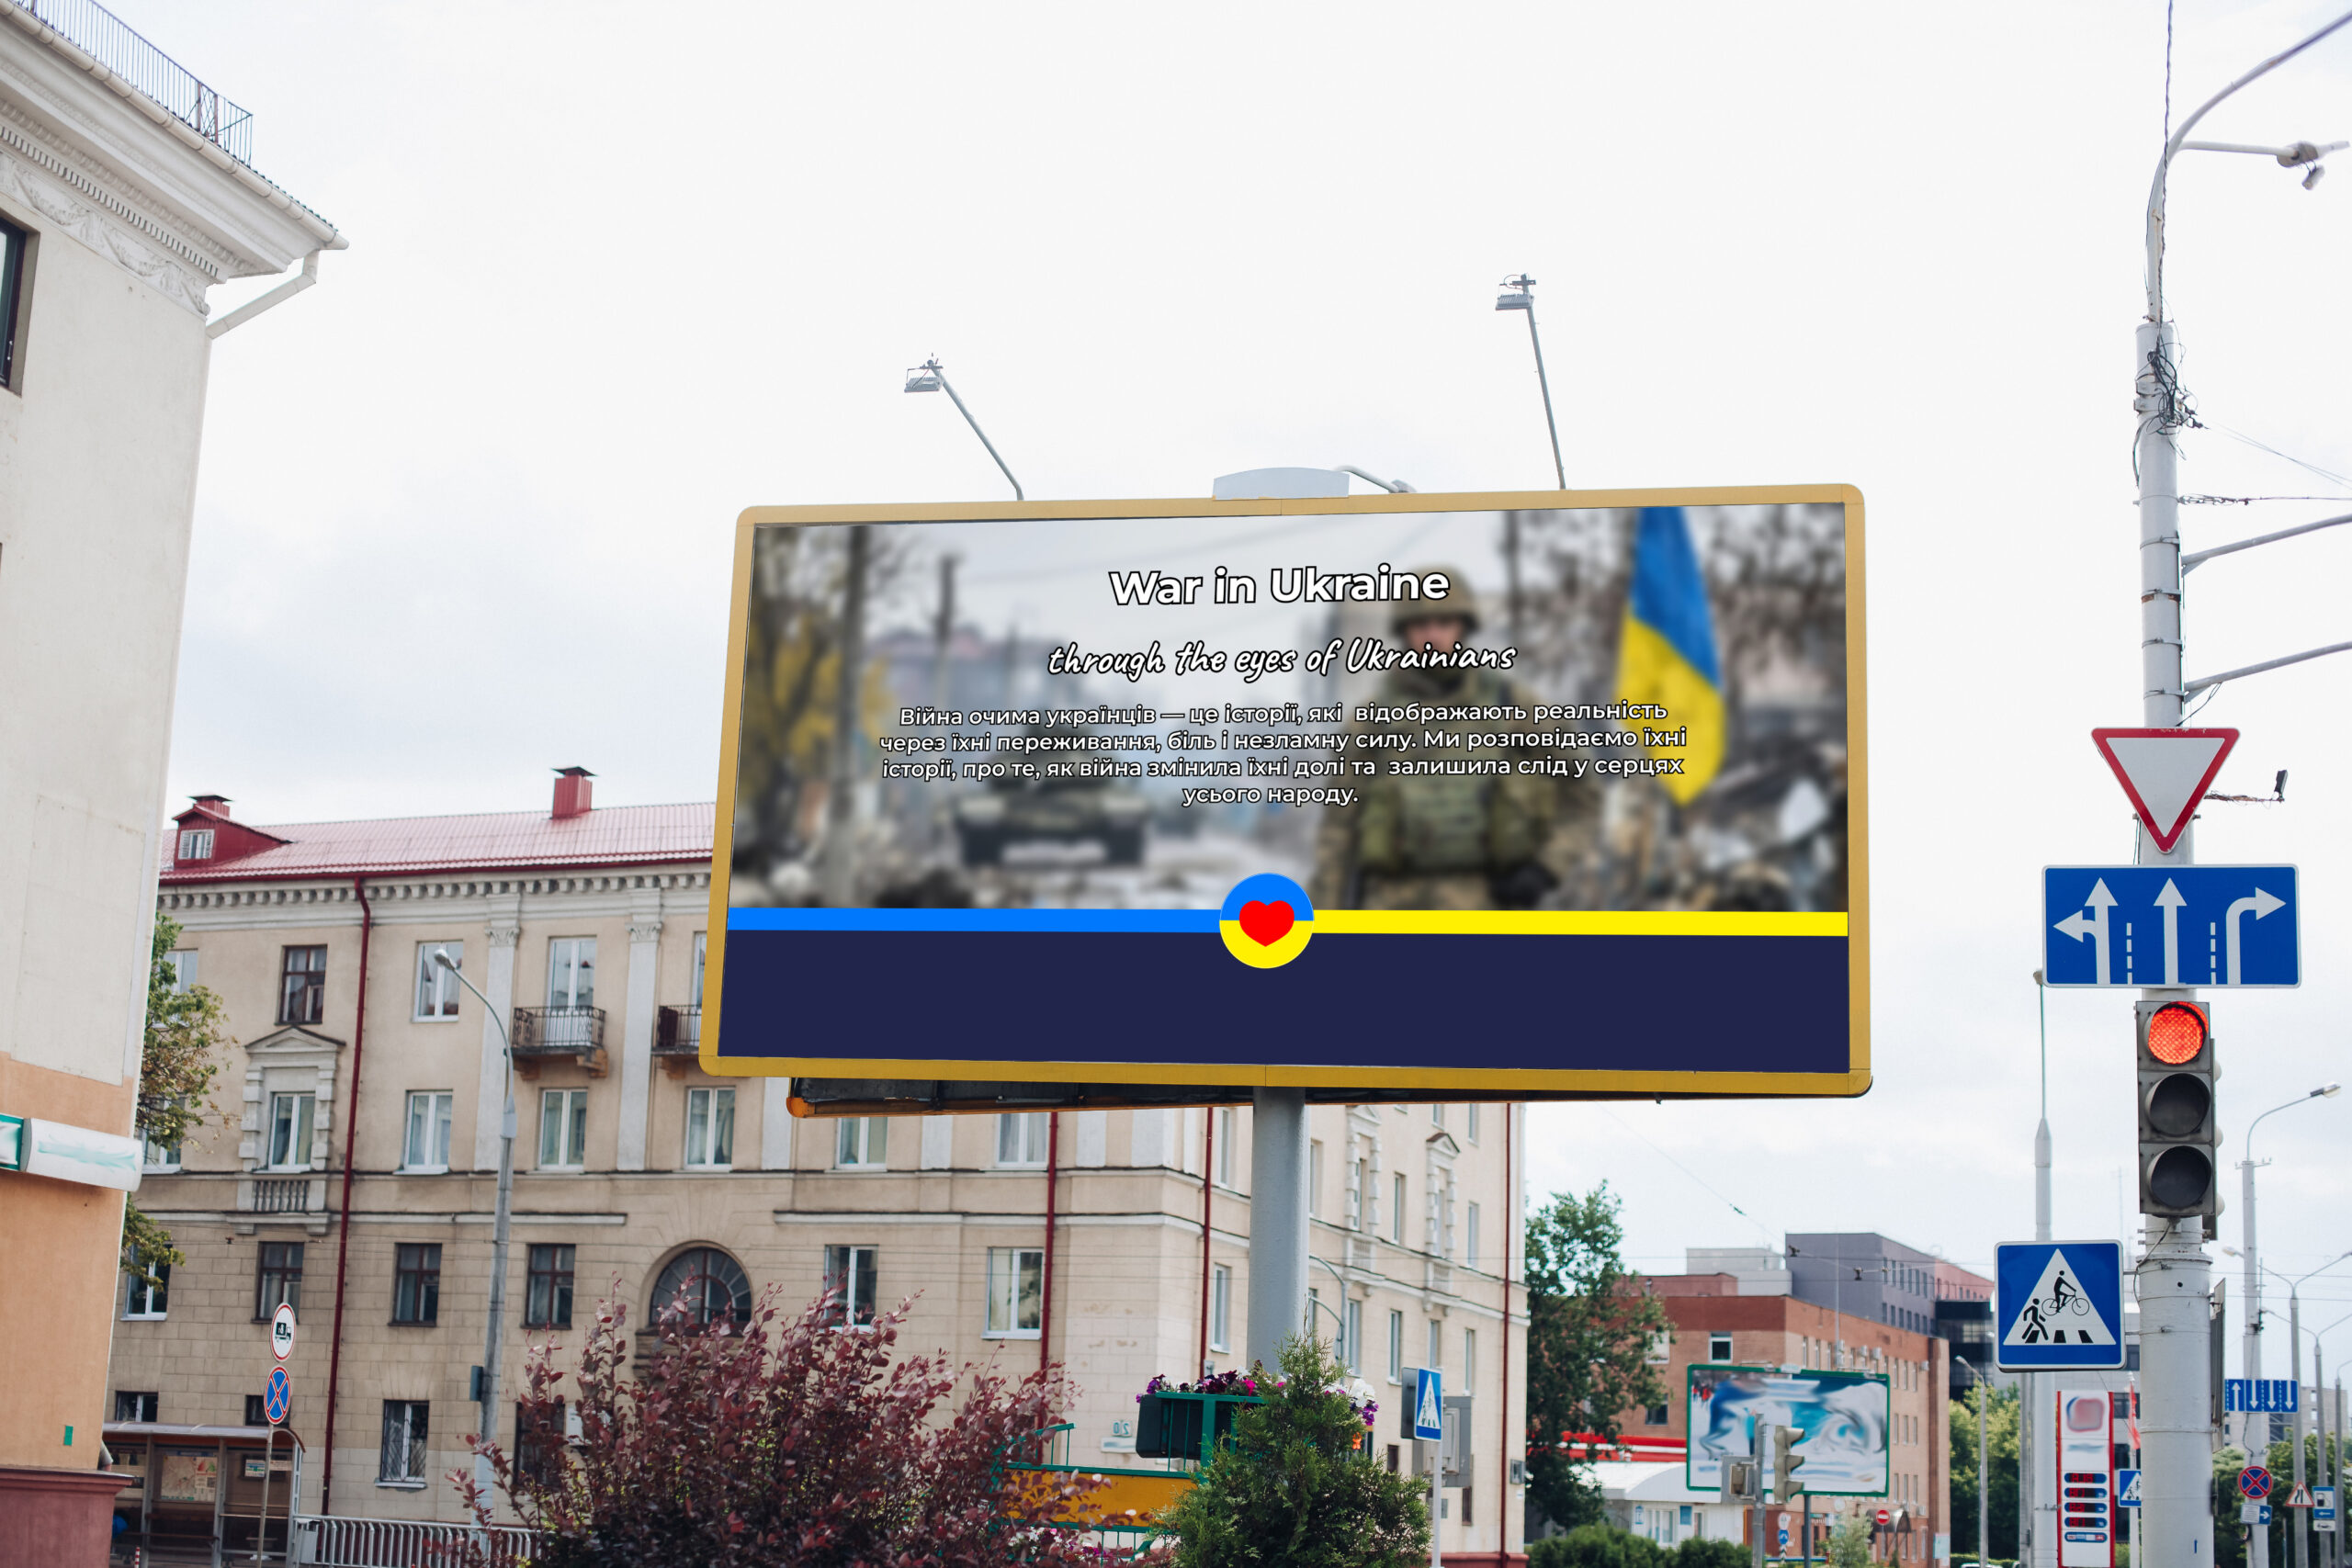 War in Ukraine
through the eyes of Ukrainians
Війна очима українців — це історії, які відображають реальність
через їхні переживання, біль і незламну силу. Ми розповідаємо їхні
історії, про те, як війна змінила їхні долі та залишила слід у серцях
усього народу.